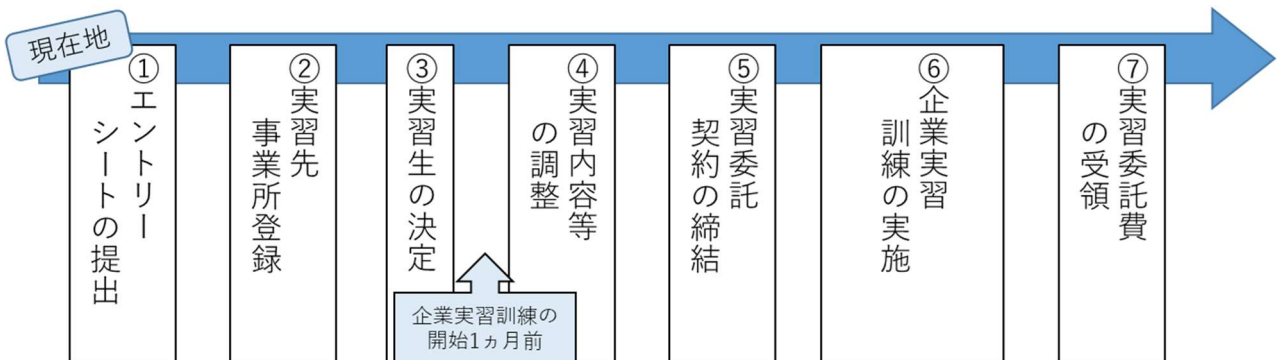 現在地
①エントリー
シートの提出
②実習先
事業所登録
③実習生の決定
④実習内容等
の調整
⑤実習委託
契約の締結
⑥企業実習
訓練の実施
⑦実習委託費
の受領
企業実習訓練の
開始1ヵ月前